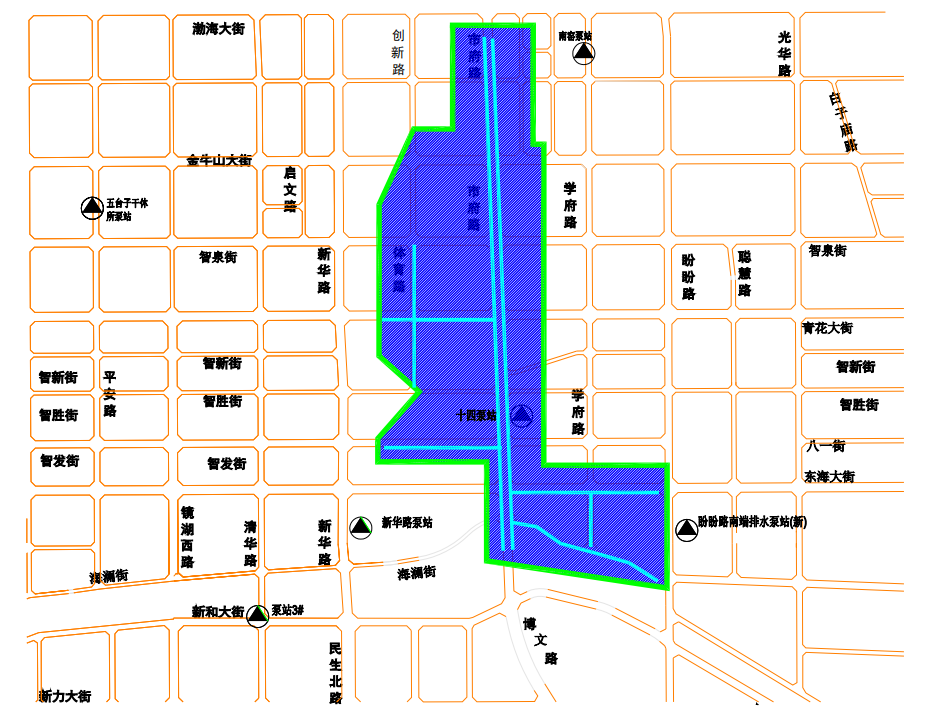 渤海大街
创新路
市府路
南窑泵站
光华路
白子庙路
金牛山大街
启文路
五台子干休
所泵站
市府路
学府路
智泉街
新华路
体育路
盼盼路
聪慧路
智泉街
青花大街
智新街
智新街
智新街
平安路
智胜街
智胜街
智胜街
十四泵站
学府路
智发街
智发街
八一街
东海大街
镜湖西路
清华路
新华路
新华路泵站
盼盼路南端排水泵站(新)
海澜街
海澜街
新和大街
泵站3#
博文路
民生北路
新力大街